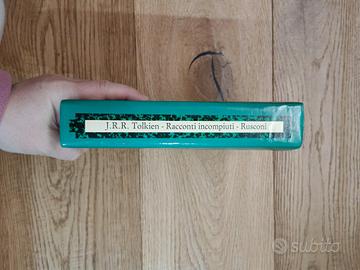 J.R.R. Tolkien - Racconti incompiuti - Rusconi
subito